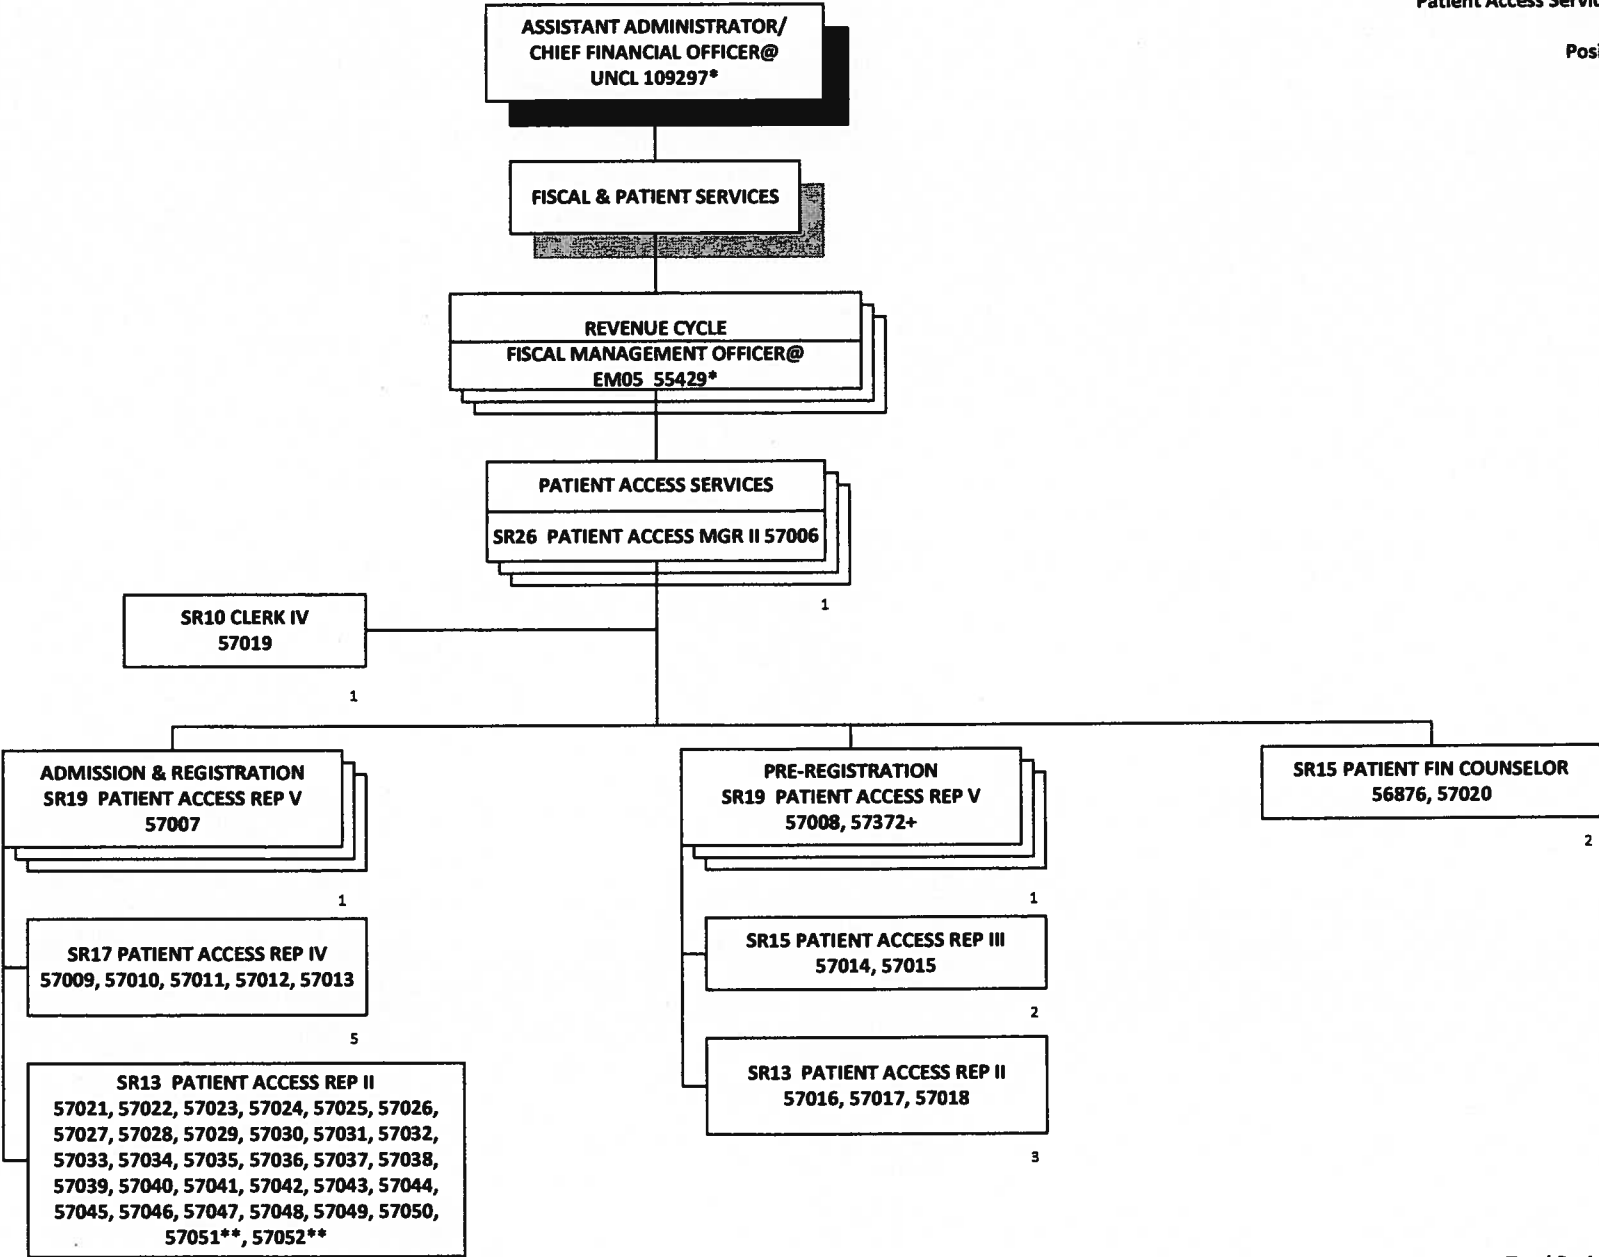 Patient Access Servic
Posi
ASSISTANT ADMINISTRATOR/
CHIEF FINANCIAL OFFICER@
UNCL 109297*
FISCAL & PATIENT SERVICES
REVENUE CYCLE
FISCAL MANAGEMENT OFFICER@
EM05 55429*
PATIENT ACCESS SERVICES
SR26 PATIENT ACCESS MGR II 57006
1
SR10 CLERK IV
57019
1
ADMISSION & REGISTRATION
SR19 PATIENT ACCESS REP V
57007
1
SR17 PATIENT ACCESS REP IV
57009, 57010, 57011, 57012, 57013
5
SR13 PATIENT ACCESS REP II
57021, 57022, 57023, 57024, 57025, 57026,
57027, 57028, 57029, 57030, 57031, 57032,
57033, 57034, 57035, 57036, 57037, 57038,
57039, 57040, 57041, 57042, 57043, 57044,
57045, 57046, 57047, 57048, 57049, 57050,
57051**, 57052**
PRE-REGISTRATION
SR19 PATIENT ACCESS REP V
57008, 57372+
1
SR15 PATIENT ACCESS REP III
57014, 57015
2
SR13 PATIENT ACCESS REP II
57016, 57017, 57018
3
SR15 PATIENT FIN COUNSELOR
56876, 57020
2